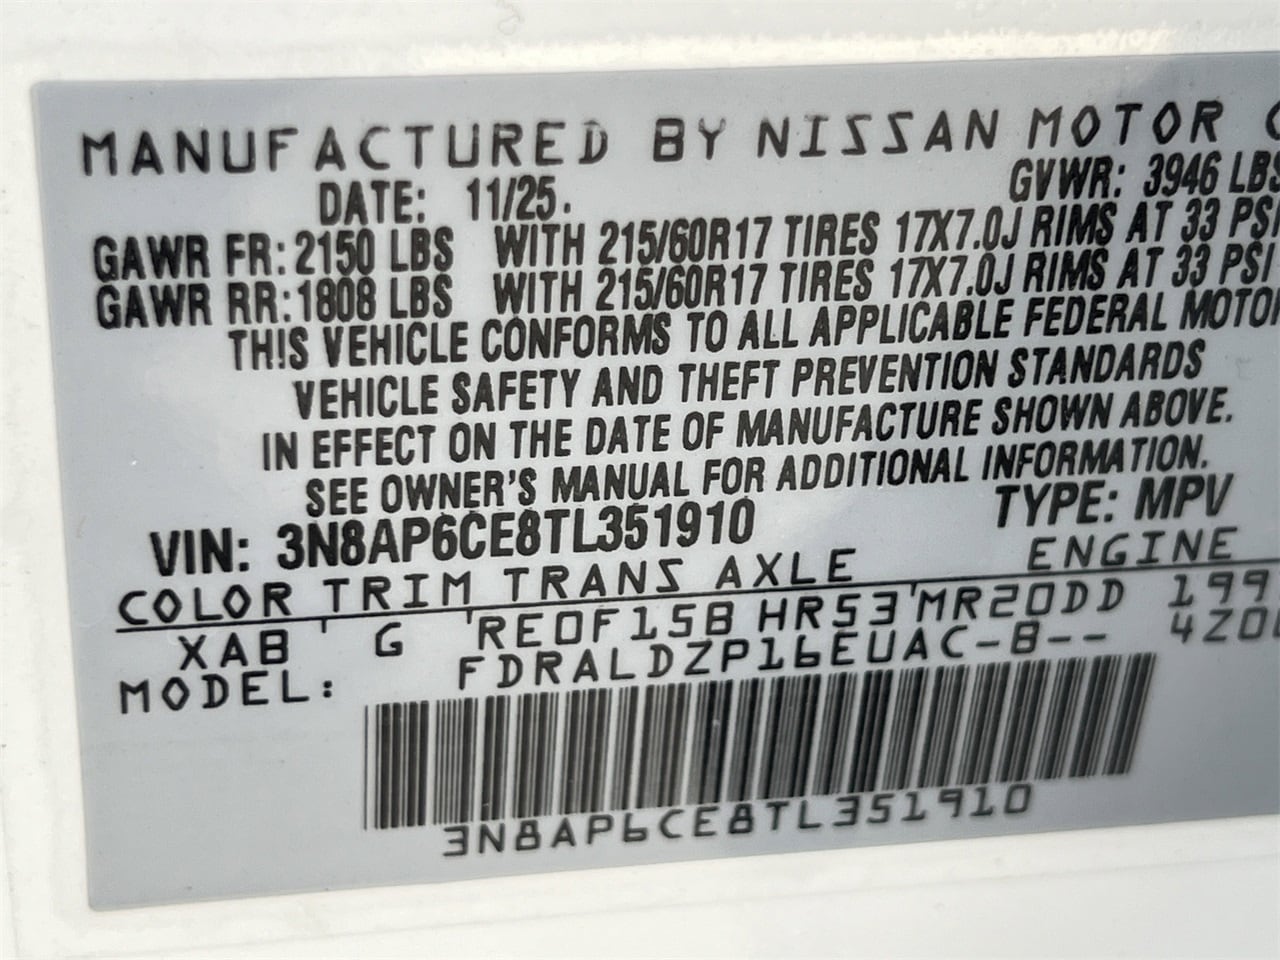 MANUFACTURED BY NISSAN MOTOR C
DATE: 11/25. GVWR: 3946 LBS
GAWR FR: 2150 LBS WITH 215/60R17 TIRES 17X7.0J RIMS AT 33 PSI
GAWR RR: 1808 LBS WITH 215/60R17 TIRES 17X7.0J RIMS AT 33 PSI
THIS VEHICLE CONFORMS TO ALL APPLICABLE FEDERAL MOTOR
VEHICLE SAFETY AND THEFT PREVENTION STANDARDS
IN EFFECT ON THE DATE OF MANUFACTURE SHOWN ABOVE.
SEE OWNER'S MANUAL FOR ADDITIONAL INFORMATION.
VIN: 3N8AP6CE8TL351910 TYPE: MPV
COLOR TRIM TRANS AXLE ENGINE
XAB G RE0F15B HR53 MR20DD 199
MODEL: FDRALDZP16EUAC-B-- 4Z0
3N8AP6CE8TL351910